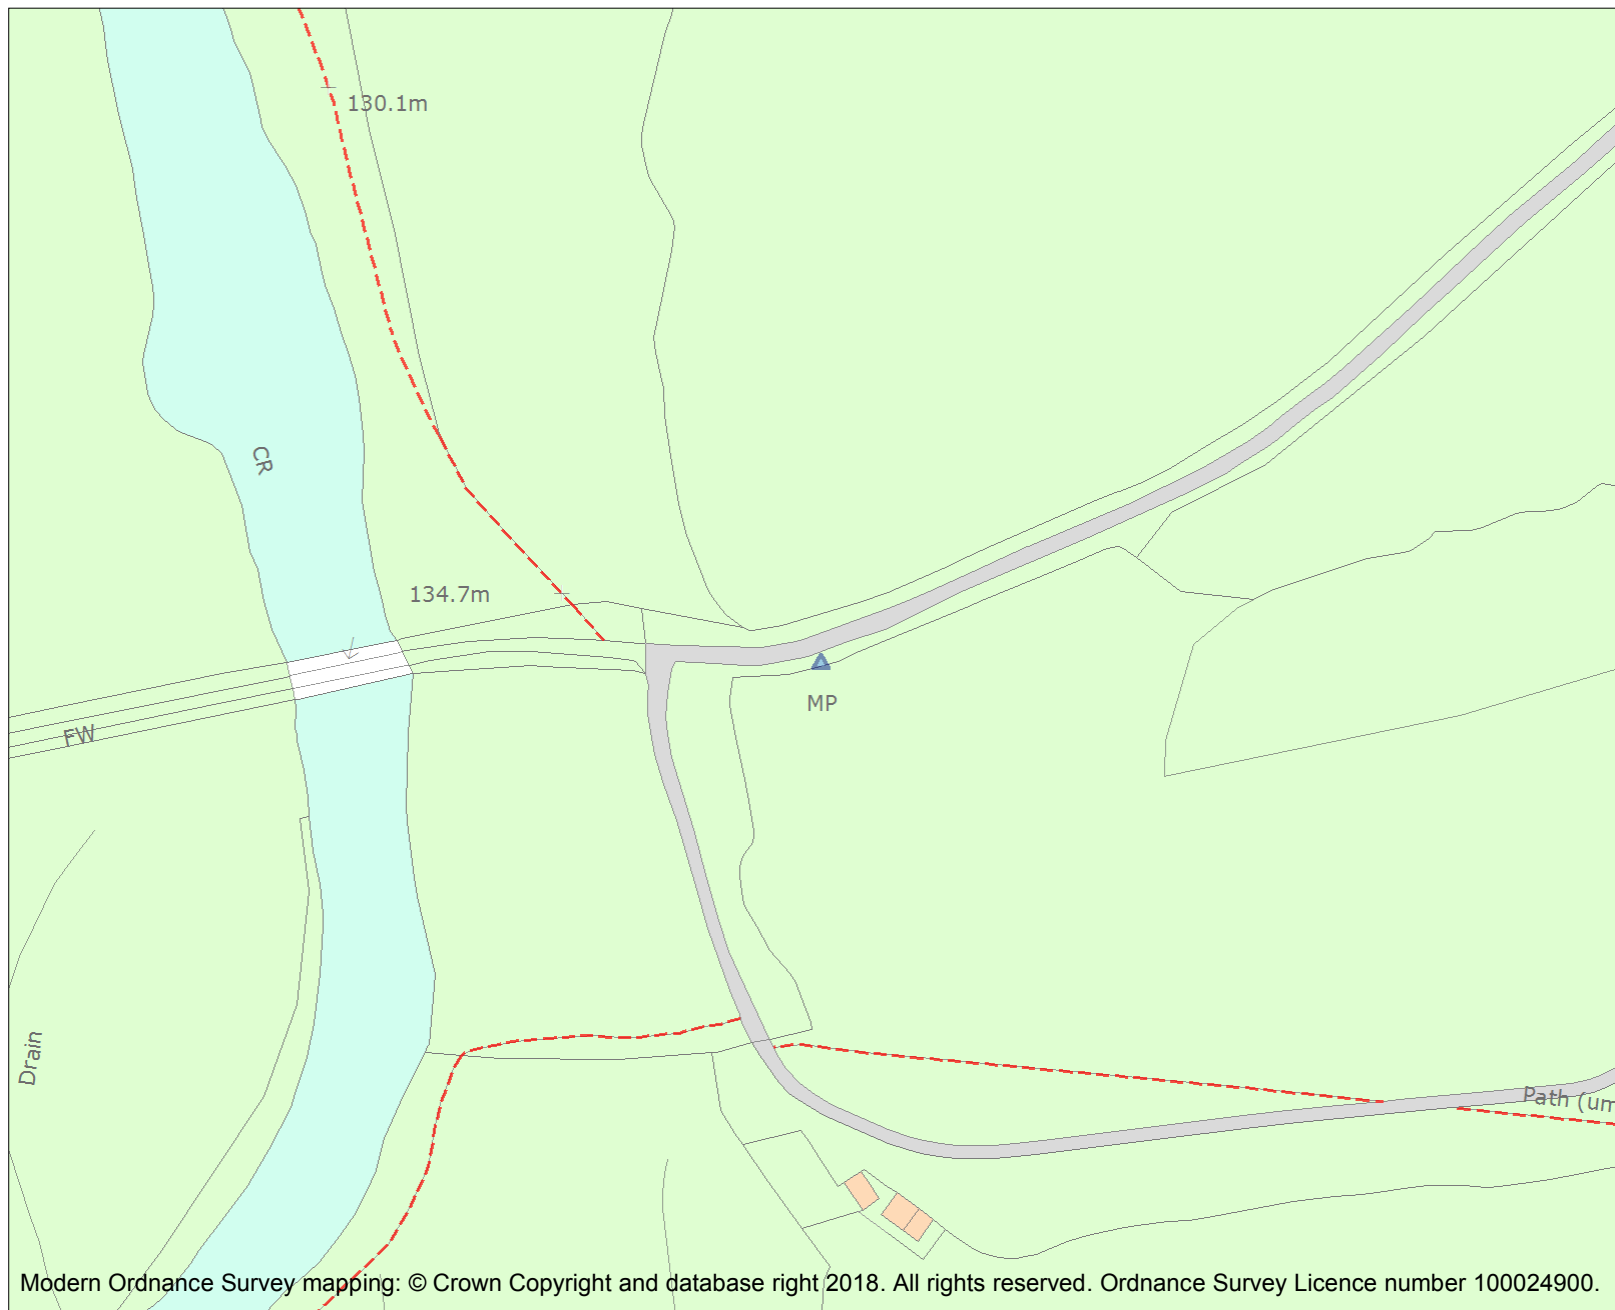 130.1m
CR
134.7m
MP
FW
Drain
Path (um
Modern Ordnance Survey mapping: © Crown Copyright and database right 2018. All rights reserved. Ordnance Survey Licence number 100024900.